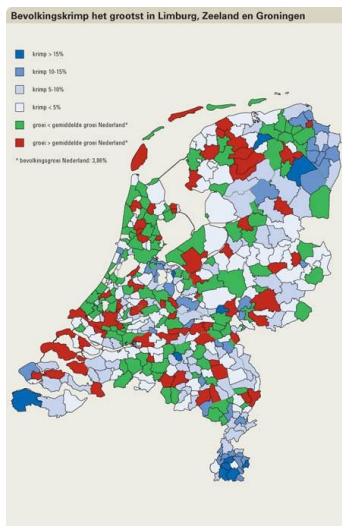 Bevolkingskrimp het grootst in Limburg, Zeeland en Groningen
krimp > 15%
krimp 10-15%
krimp 5-10%
krimp < 5%
groei < gemiddelde groei Nederland*
groei > gemiddelde groei Nederland*
* bevolkingsgroei Nederland: 3,86%